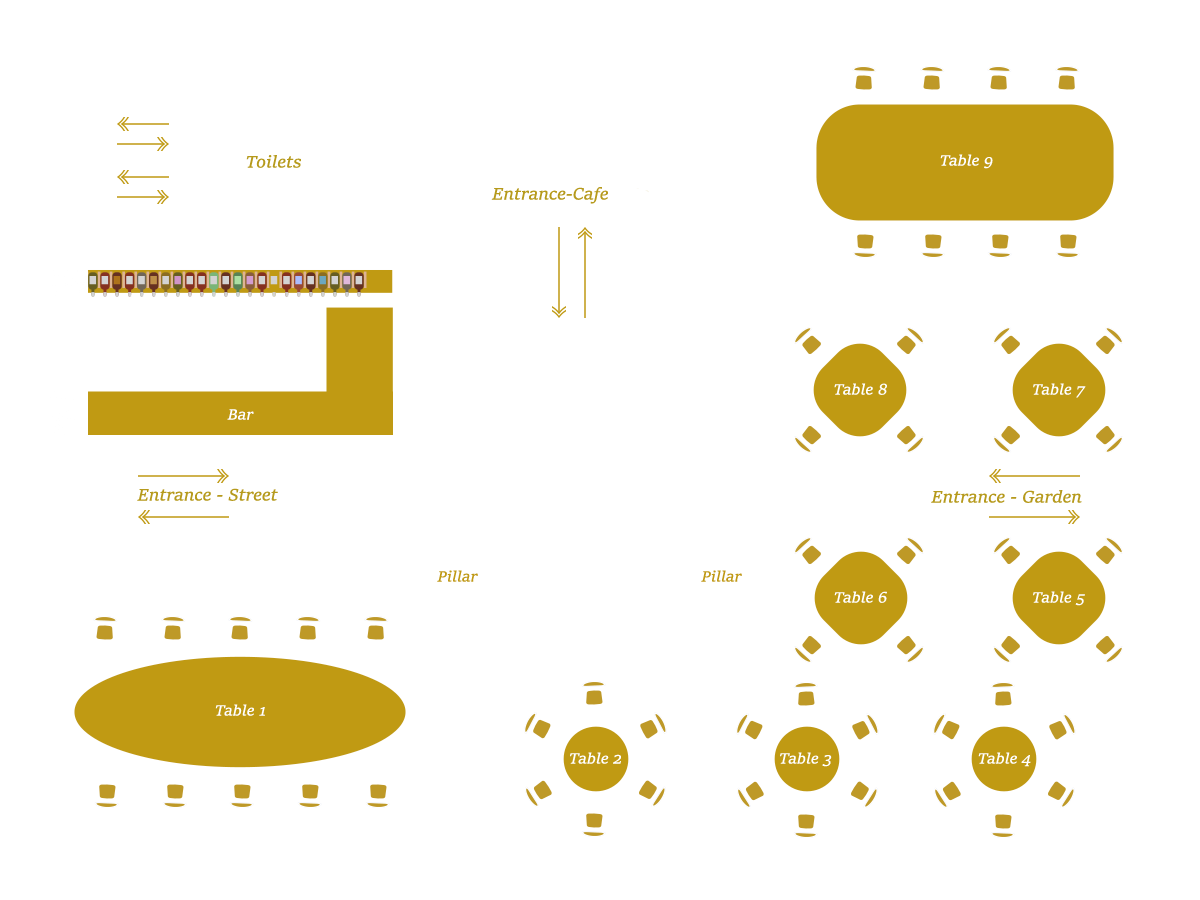 Toilets
Entrance-Cafe
Table 9
Bar
Table 8
Table 7
Entrance - Street
Entrance - Garden
Pillar
Pillar
Table 6
Table 5
Table 1
Table 2
Table 3
Table 4